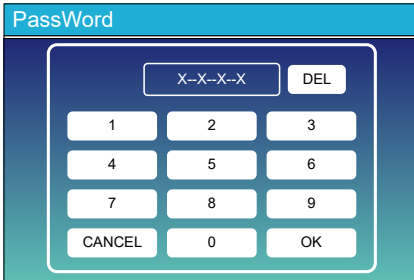 PassWord
X--X--X--X DEL
1 2 3
4 5 6
7 8 9
CANCEL 0 OK